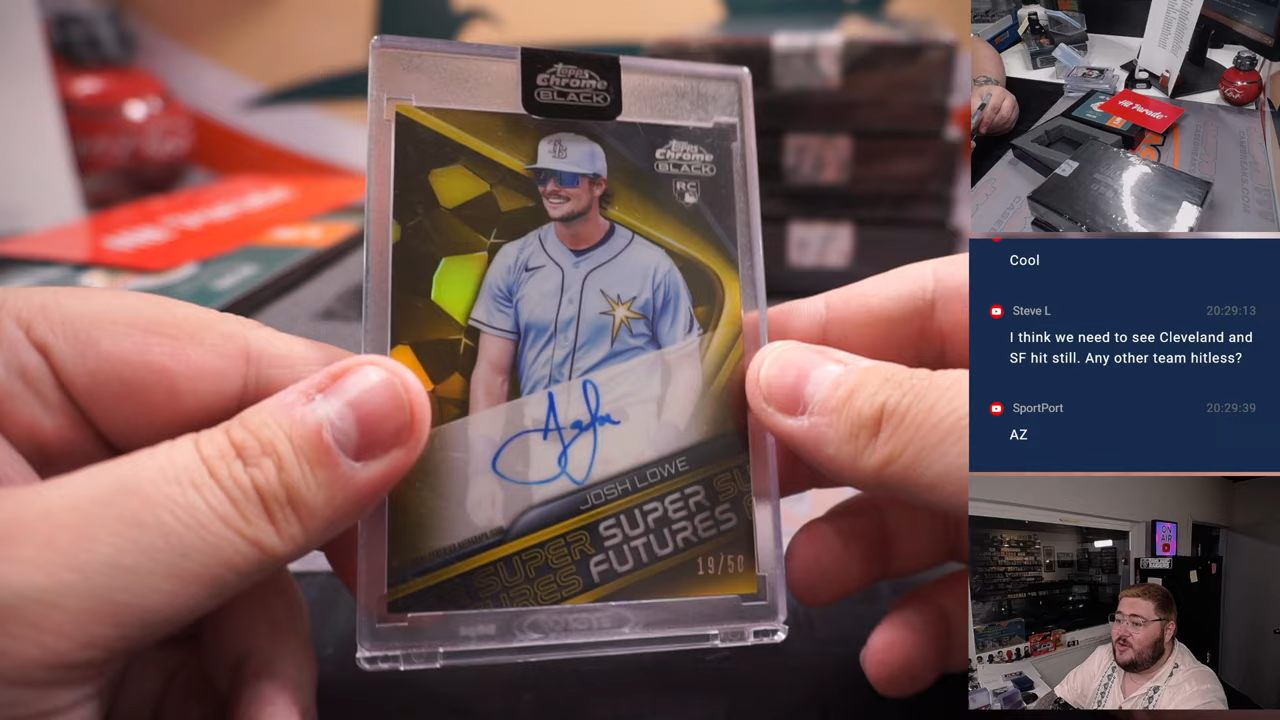 Topps
Chrome
BLACK
Topps
Chrome
BLACK
RC
JOSH LOWE
SUPER SUPER SU
FUTURES
19/50
Hit Parade
Cool
Steve L 20:29:13
I think we need to see Cleveland and
SF hit still. Any other team hitless?
SportPort 20:29:39
AZ
ON
AIR